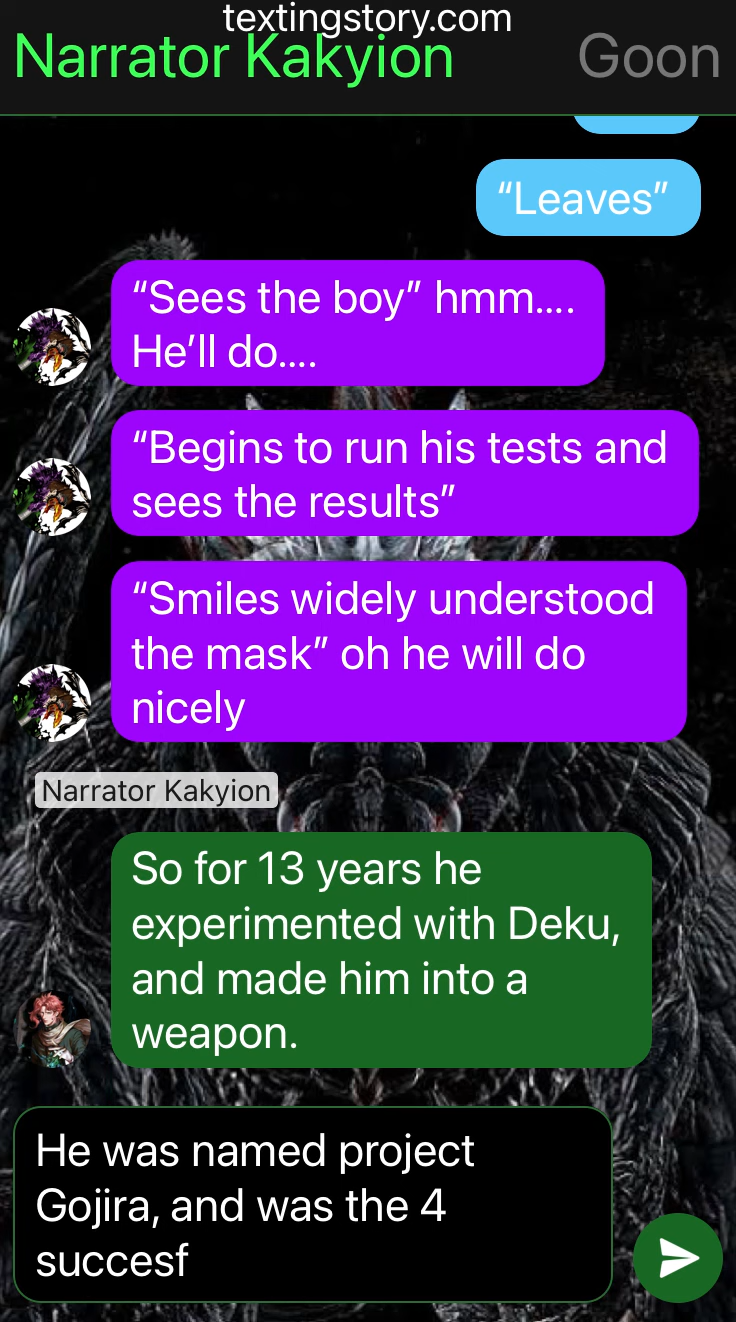 textingstory.com
Narrator Kakyion
Goon
“Leaves”
“Sees the boy” hmm....
He’ll do....
“Begins to run his tests and
sees the results”
“Smiles widely understood
the mask” oh he will do
nicely
Narrator Kakyion
So for 13 years he
experimented with Deku,
and made him into a
weapon.
He was named project
Gojira, and was the 4
succesf